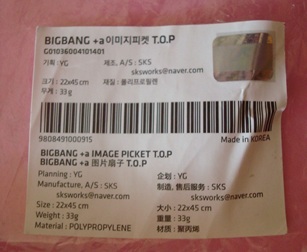 BIGBANG +a 이미지피켓 T.O.P
G01036004101401
기획 : YG 제조, A/S : SKS
sksworks@naver.com
크기 : 22x45 cm 재질 : 폴리프로필렌
무게 : 33g
9808491000915 Made in KOREA
BIGBANG +a IMAGE PICKET T.O.P
BIGBANG +a 图片扇子 T.O.P
Planning : YG 企划 : YG
Manufacture, A/S : SKS 制造, 售后服务 : SKS
sksworks@naver.com sksworks@naver.com
Size : 22x45 cm 大小 : 22x45 cm
Weight : 33g 重量 : 33g
Material : POLYPROPYLENE 材质 : 聚丙烯